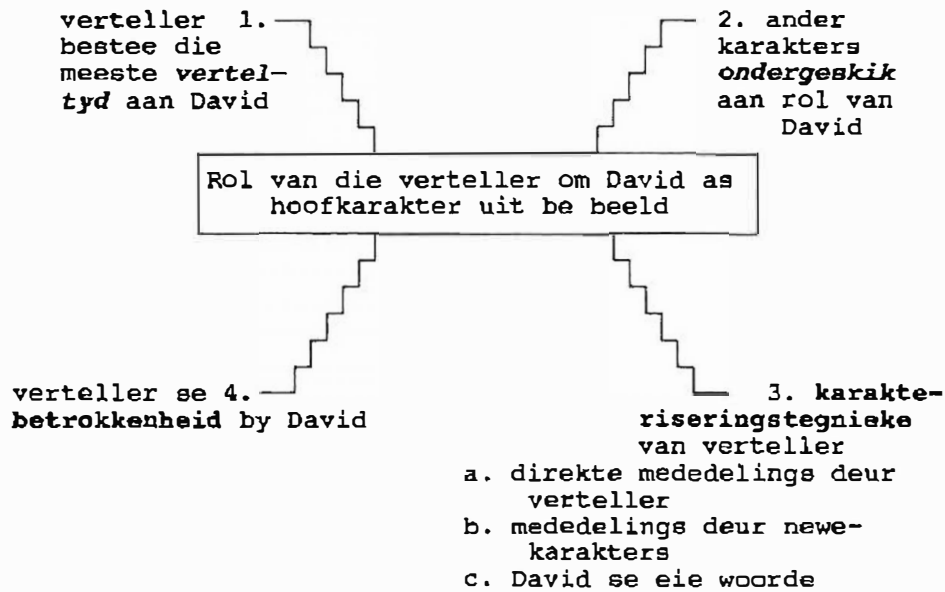 verteller 1.
bestee die
meeste vertel-
tyd aan David
2. ander
karakters
ondergeskik
aan rol van
David
Rol van die verteller om David as
hoofkarakter uit be beeld
verteller se 4.
betrokkenheid by David
3. karakte-
riseringstegnieke
van verteller
a. direkte mededelings deur
verteller
b. mededelings deur newe-
karakters
c. David se eie woorde